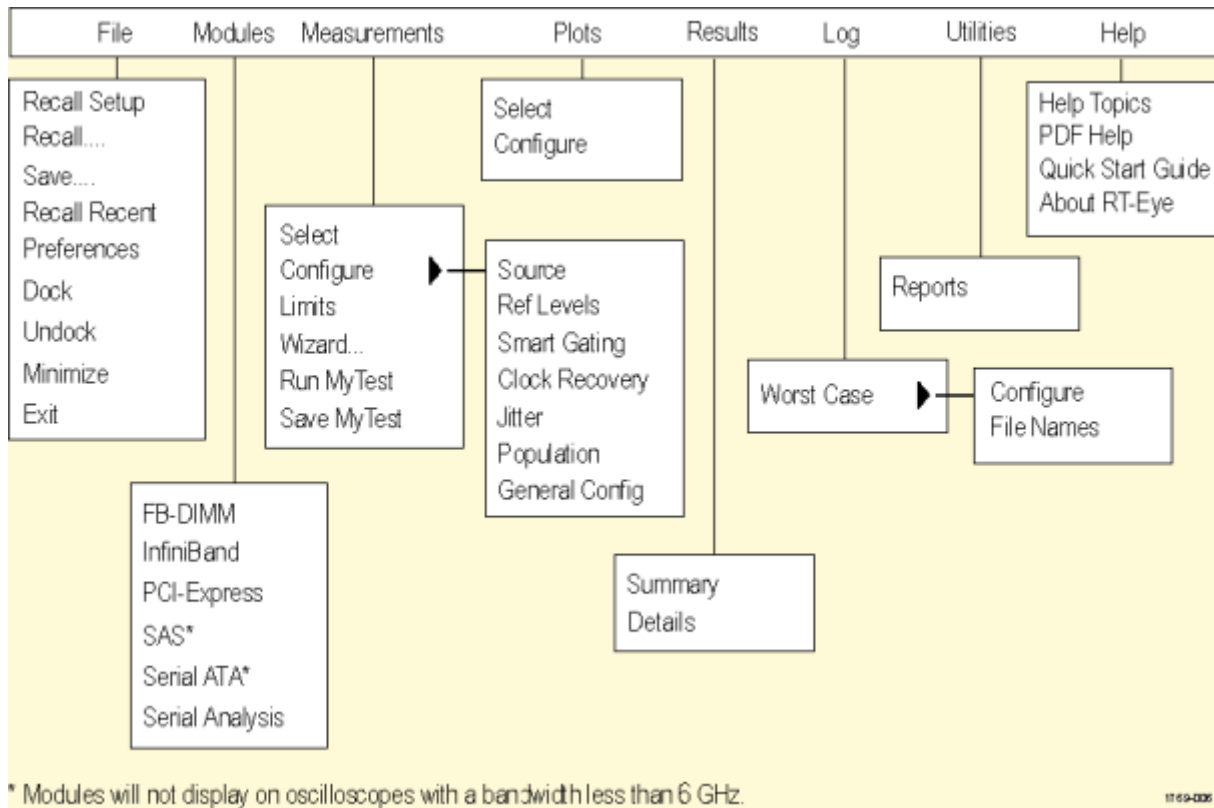 File Modules Measurements Plots Results Log Utilities Help
Recall Setup
Recall....
Save....
Recall Recent
Preferences
Dock
Undock
Minimize
Exit
FB-DIMM
InfiniBand
PCI-Express
SAS*
Serial ATA*
Serial Analysis
Select
Configure
Limits
Wizard...
Run MyTest
Save MyTest
Source
Ref Levels
Smart Gating
Clock Recovery
Jitter
Population
General Config
Select
Configure
Summary
Details
Worst Case
Configure
File Names
Reports
Help Topics
PDF Help
Quick Start Guide
About RT-Eye
* Modules will not display on oscilloscopes with a bandwidth less than 6 GHz.
1169-006